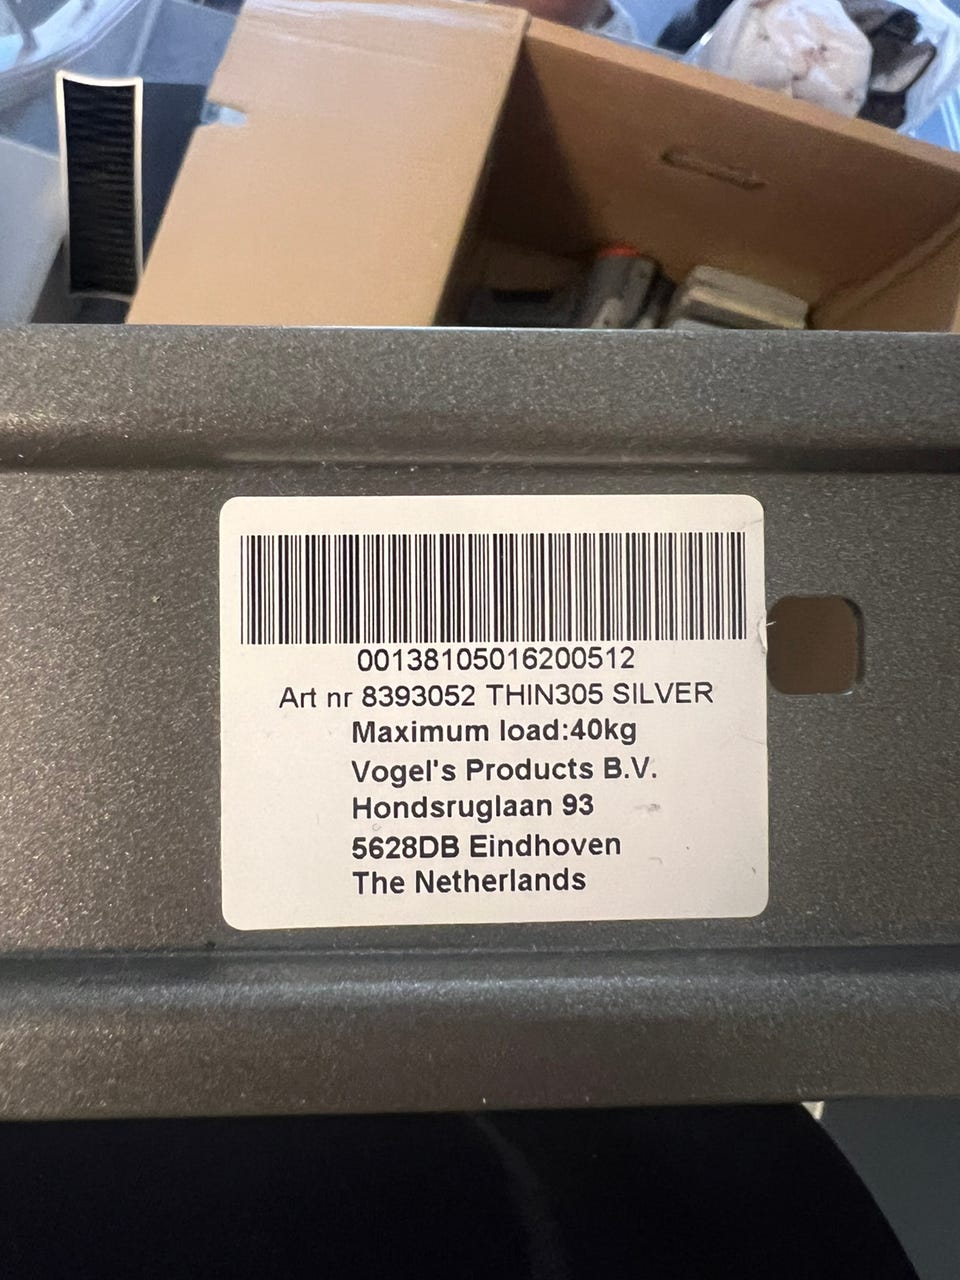 00138105016200512
Art nr 8393052 THIN305 SILVER
Maximum load:40kg
Vogel's Products B.V.
Hondsruglaan 93
5628DB Eindhoven
The Netherlands